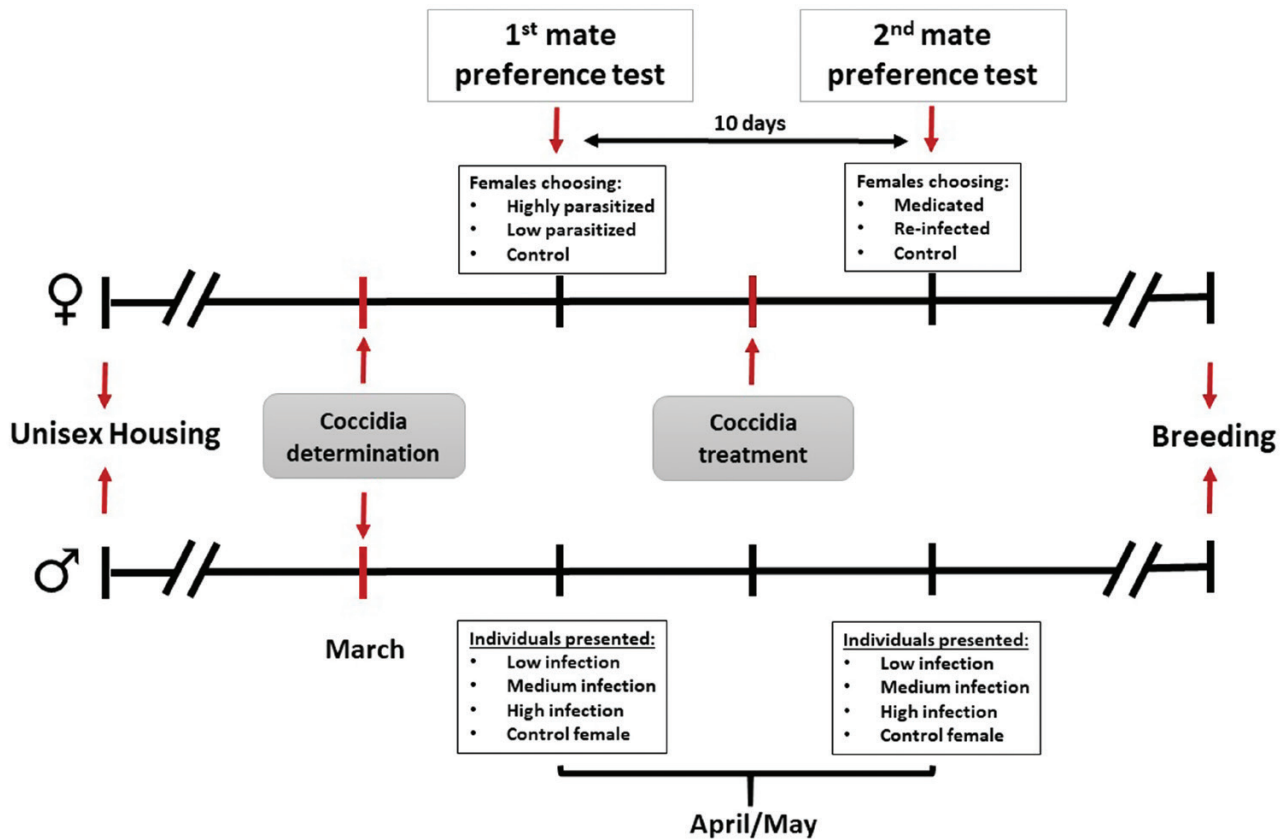 1st mate
preference test
2nd mate
preference test
10 days
Females choosing:
• Highly parasitized
• Low parasitized
• Control
Females choosing:
• Medicated
• Re-infected
• Control
♀
Unisex Housing
Coccidia
determination
Coccidia
treatment
Breeding
♂
March
Individuals presented:
• Low infection
• Medium infection
• High infection
• Control female
Individuals presented:
• Low infection
• Medium infection
• High infection
• Control female
April/May